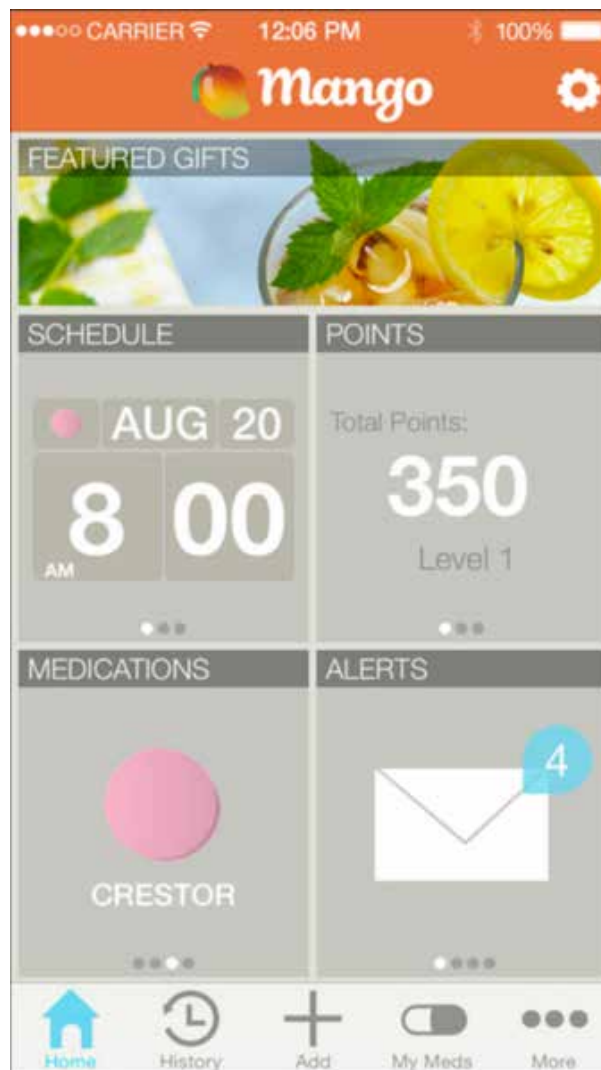 CARRIER 12:06 PM 100%
Mango
FEATURED GIFTS
SCHEDULE
AUG 20
8 00
AM
POINTS
Total Points:
350
Level 1
MEDICATIONS
CRESTOR
ALERTS
4
Home History Add My Meds More